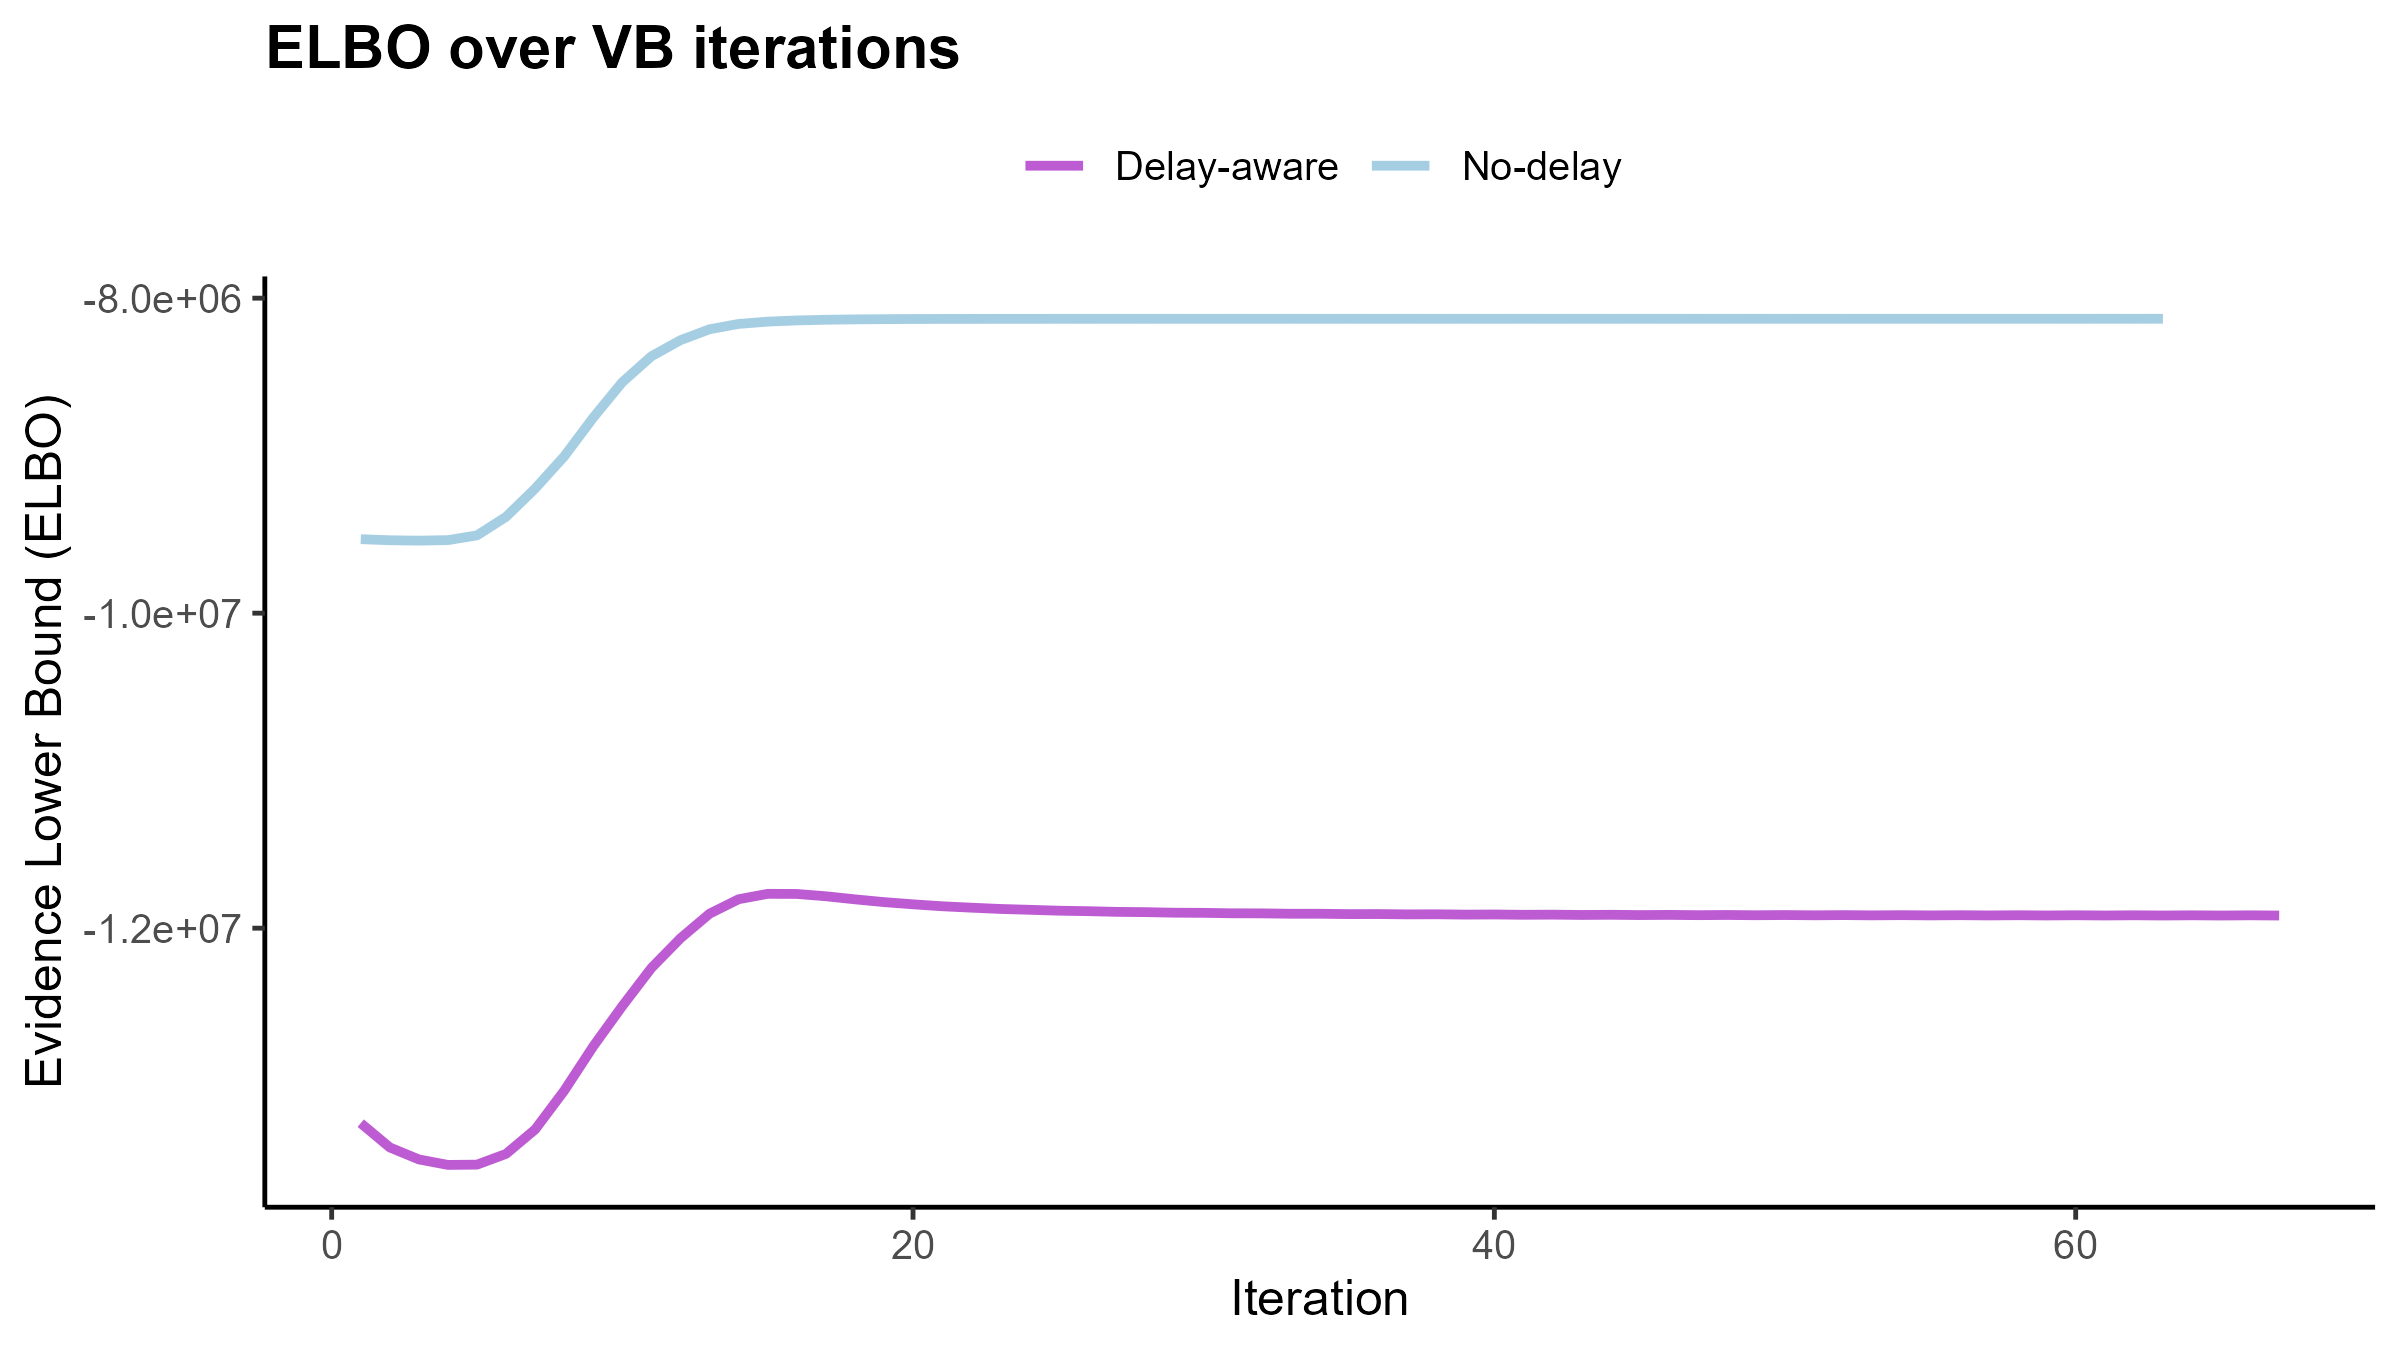 ELBO over VB iterations
Delay-aware
No-delay
Evidence Lower Bound (ELBO)
-8.0e+06
-1.0e+07
-1.2e+07
0
20
40
60
Iteration